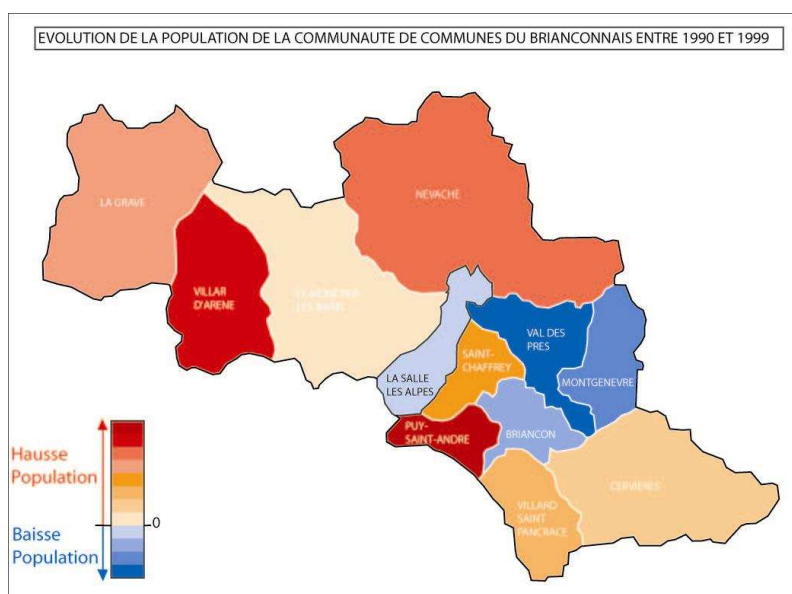 EVOLUTION DE LA POPULATION DE LA COMMUNAUTE DE COMMUNES DU BRIANCONNAIS ENTRE 1990 ET 1999
NEVACHE
LA GRAVE
VILLAR
D'ARENE
LE MONETIER
LES BAINS
VAL DES
PRES
SAINT-
CHAFFREY
LA SALLE
LES ALPES
MONTGENEVRE
PUY-
SAINT-ANDRE
BRIANCON
CERVIERES
VILLARD
SAINT
PANCRACE
Hausse
Population
0
Baisse
Population